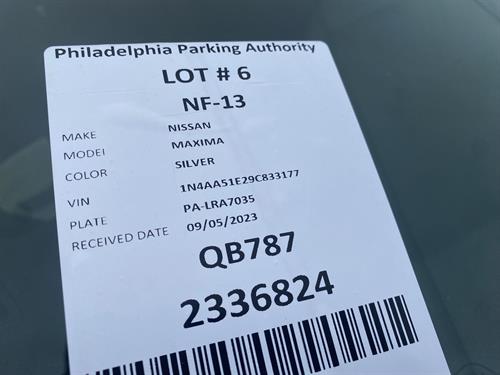 Philadelphia Parking Authority
LOT # 6
NF-13
MAKE NISSAN
MODEL MAXIMA
COLOR SILVER
VIN 1N4AA51E29C833177
PLATE PA-LRA7035
RECEIVED DATE 09/05/2023
QB787
2336824